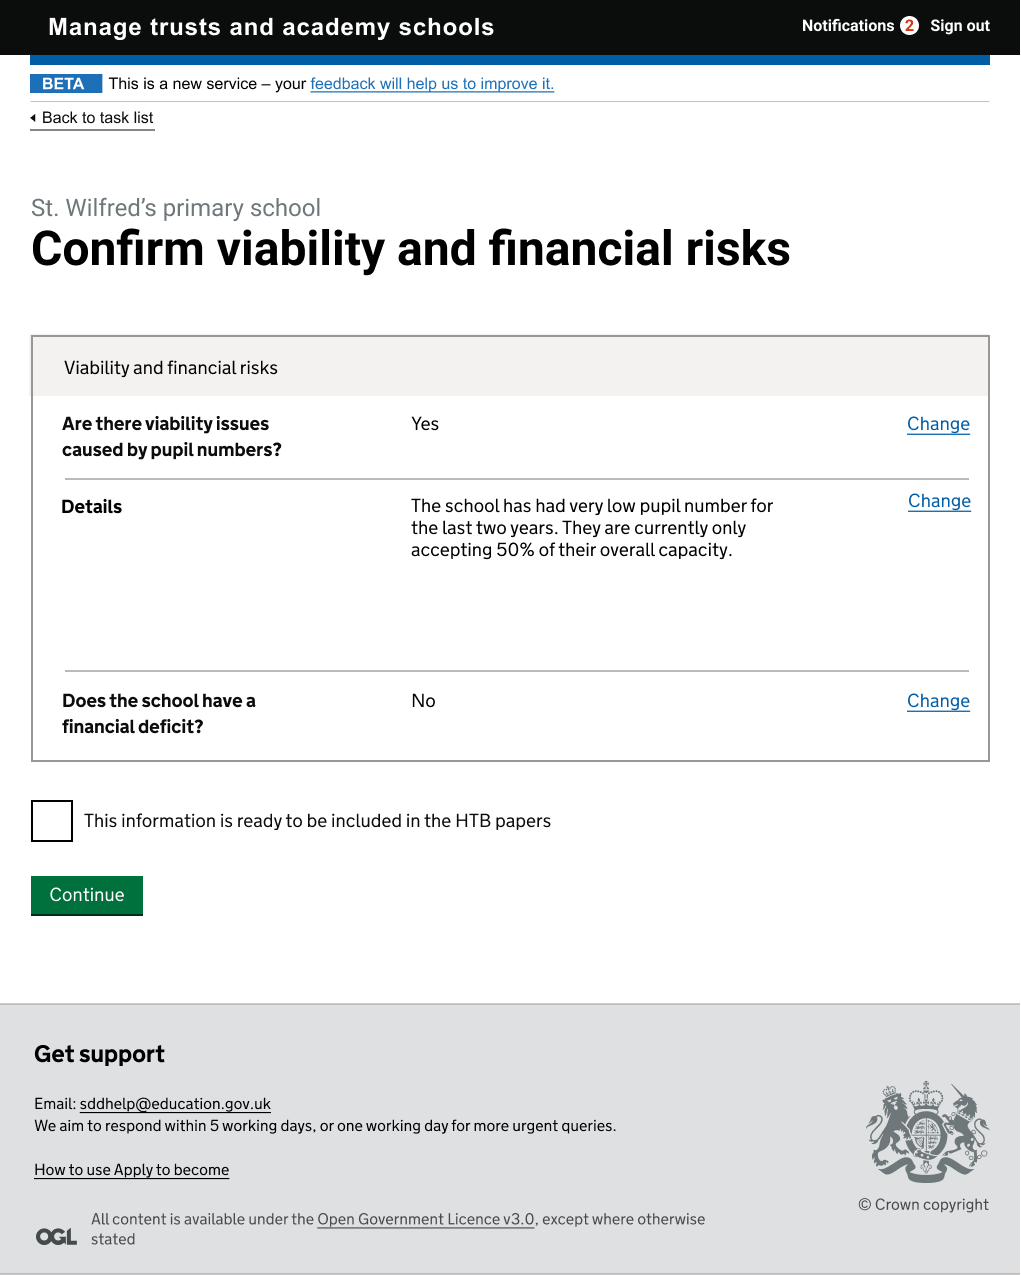 Manage trusts and academy schools
Notifications 2 Sign out
BETA This is a new service – your feedback will help us to improve it.
Back to task list
St. Wilfred’s primary school
Confirm viability and financial risks
Viability and financial risks
Are there viability issues
caused by pupil numbers?
Yes
Change
Details
The school has had very low pupil number for
the last two years. They are currently only
accepting 50% of their overall capacity.
Change
Does the school have a
financial deficit?
No
Change
This information is ready to be included in the HTB papers
Continue
Get support
Email: sddhelp@education.gov.uk
We aim to respond within 5 working days, or one working day for more urgent queries.
How to use Apply to become
OGL
All content is available under the Open Government Licence v3.0, except where otherwise
stated
© Crown copyright